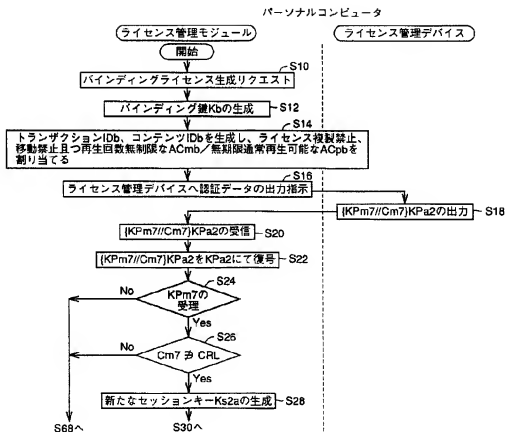 パーソナルコンピュータ
ライセンス管理モジュール
ライセンス管理デバイス
開始
S10
バインディングライセンス生成リクエスト
S12
バインディング鍵Kbの生成
S14
トランザクションIDb、コンテンツIDbを生成し、ライセンス複製禁止、
移動禁止且つ再生回数無制限なACmb/無期限通常再生可能なACpbを
割り当てる
S16
ライセンス管理デバイスへ認証データの出力指示
{KPm7//Cm7}KPa2の出力
S18
{KPm7//Cm7}KPa2の受信
S20
{KPm7//Cm7}KPa2をKPa2にて復号
S22
S24
No
KPm7の
受理
Yes
S26
No
Cm7 ∌ CRL
Yes
新たなセッションキーKs2aの生成
S28
S68へ
S30へ